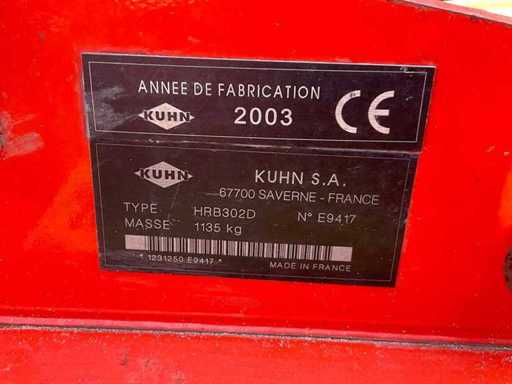 ANNEE DE FABRICATION
KUHN 2003 CE
KUHN KUHN S.A.
67700 SAVERNE - FRANCE
TYPE HRB302D N° E9417
MASSE 1135 kg
* 1231250 E9417 * MADE IN FRANCE